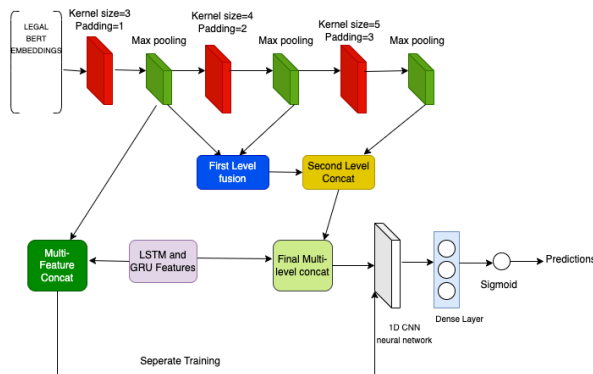 LEGAL
BERT
EMBEDDINGS
Kernel size=3
Padding=1
Max pooling
Kernel size=4
Padding=2
Max pooling
Kernel size=5
Padding=3
Max pooling
First Level
fusion
Second Level
Concat
Multi-
Feature
Concat
LSTM and
GRU Features
Final Multi-
level concat
1D CNN
neural network
Dense Layer
Sigmoid
Predictions
Seperate Training